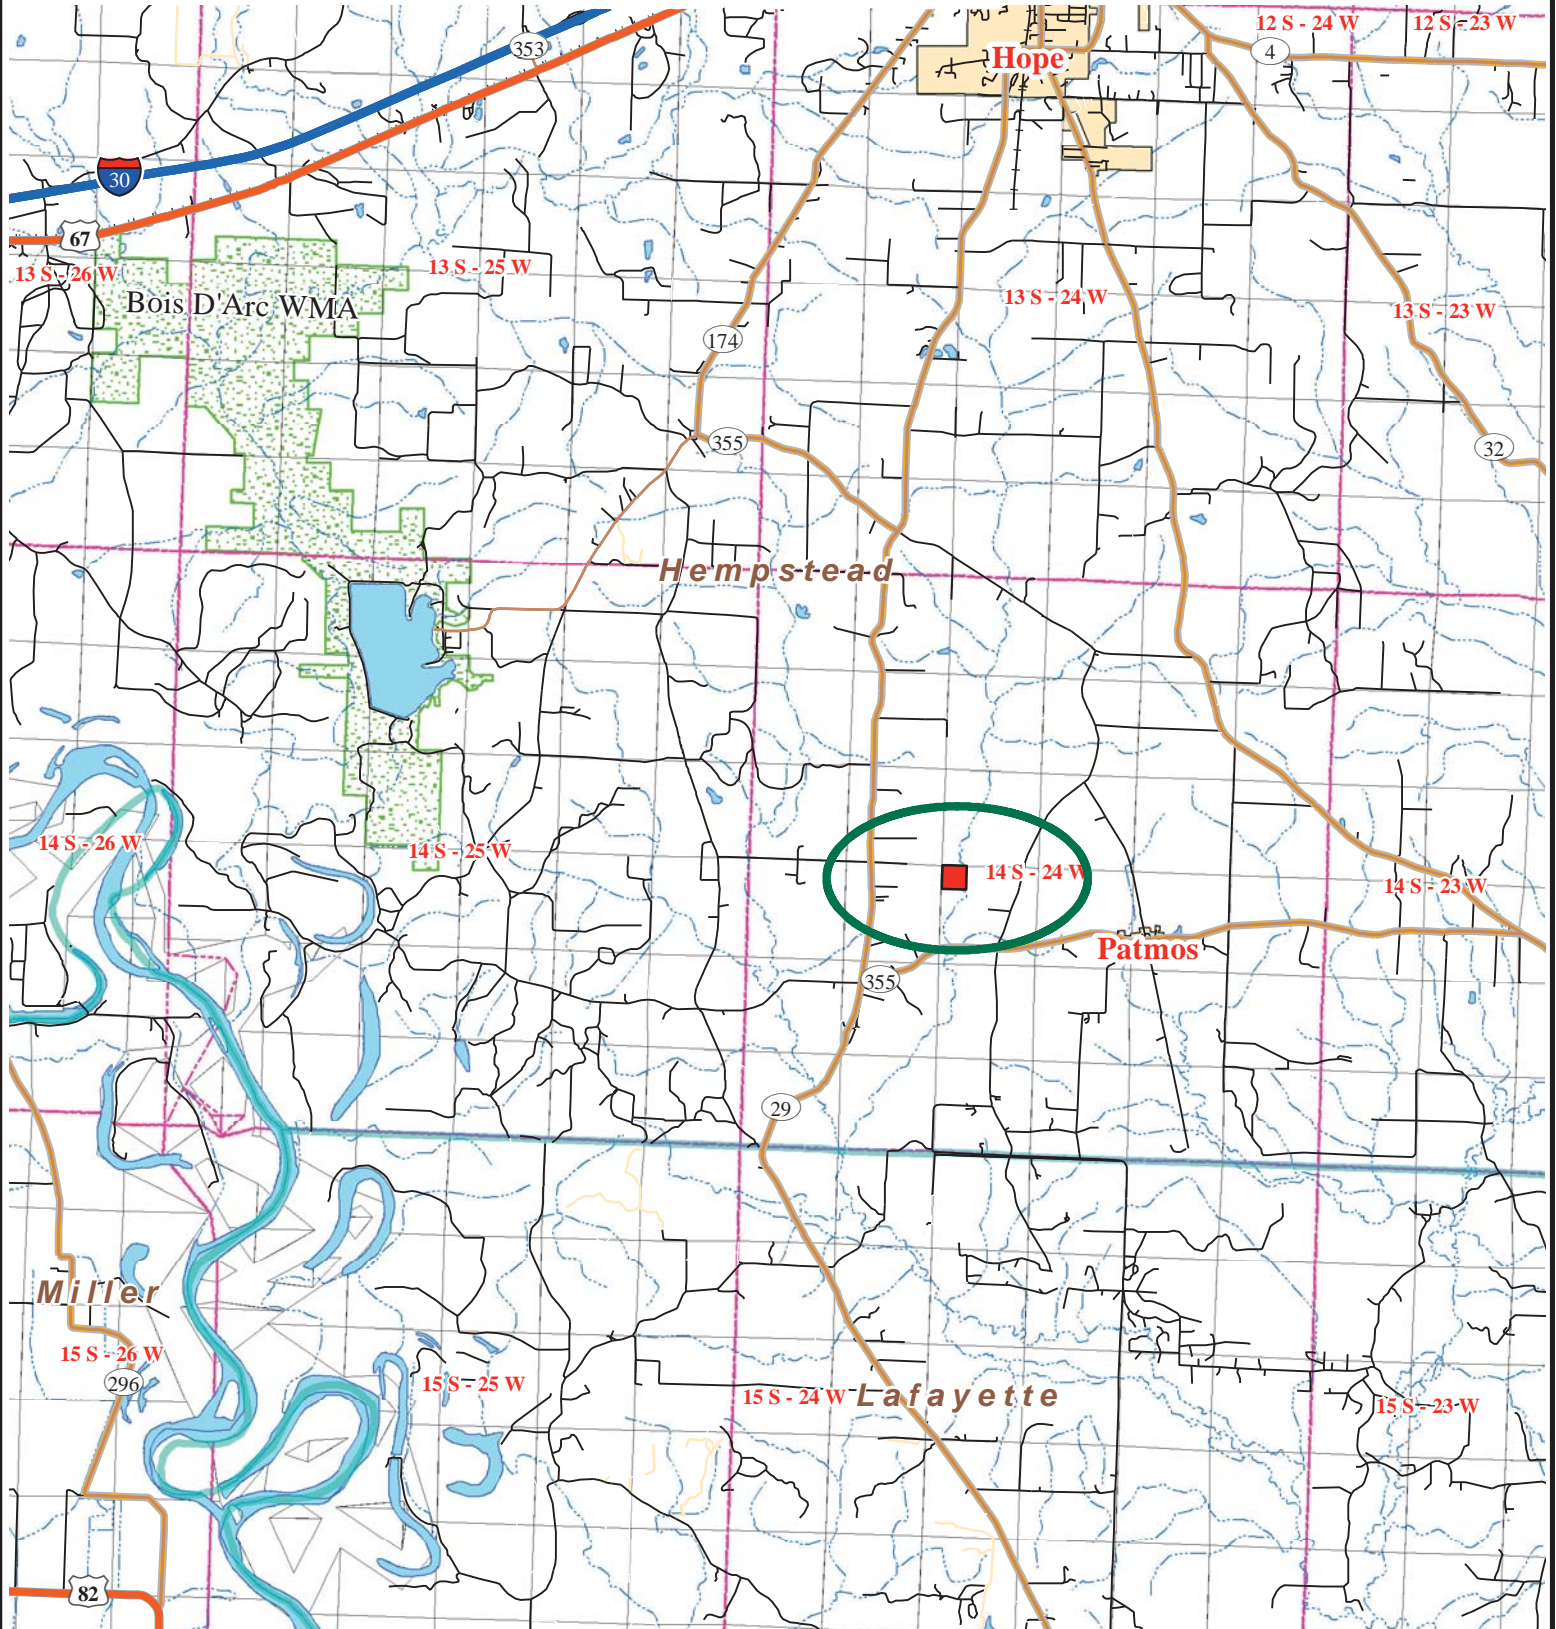 12 S - 24 W
12 S - 23 W
353
4
Hope
30
67
13 S - 26 W
13 S - 25 W
Bois D'Arc WMA
13 S - 24 W
13 S - 23 W
174
355
32
Hempstead
14 S - 26 W
14 S - 25 W
14 S - 24 W
14 S - 23 W
Patmos
355
29
Miller
15 S - 26 W
296
15 S - 25 W
15 S - 24 W
Lafayette
15 S - 23 W
82